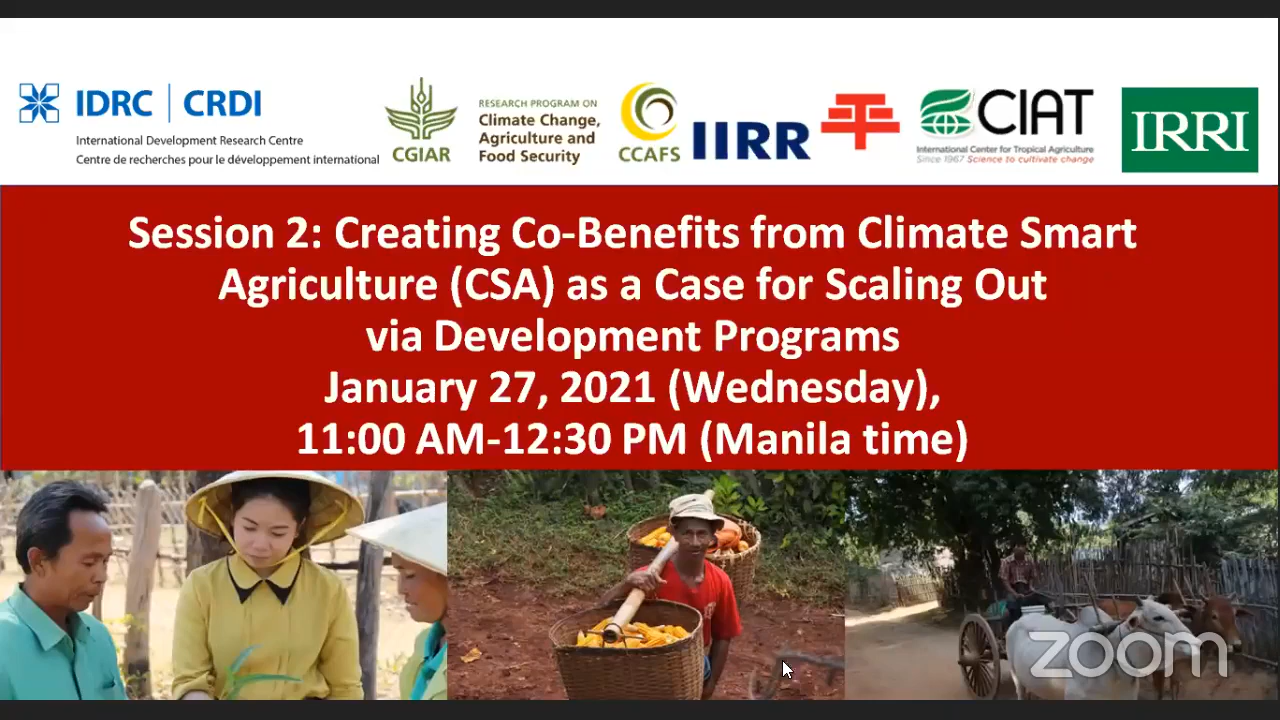 IDRC | CRDI
International Development Research Centre
Centre de recherches pour le développement international
CGIAR
RESEARCH PROGRAM ON
Climate Change,
Agriculture and
Food Security
CCAFS
IIRR
CIAT
International Center for Tropical Agriculture
Since 1967 Science to cultivate change
IRRI
Session 2: Creating Co-Benefits from Climate Smart
Agriculture (CSA) as a Case for Scaling Out
via Development Programs
January 27, 2021 (Wednesday),
11:00 AM-12:30 PM (Manila time)
zoom